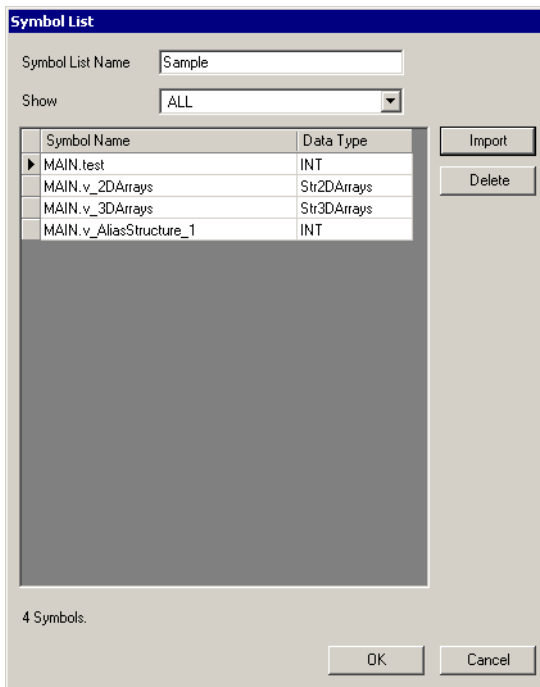 Symbol List
Symbol List Name Sample
Show ALL
Symbol Name Data Type Import
MAIN.test INT
MAIN.v_2DArrays Str2DArrays Delete
MAIN.v_3DArrays Str3DArrays
MAIN.v_AliasStructure_1 INT
4 Symbols.
OK Cancel